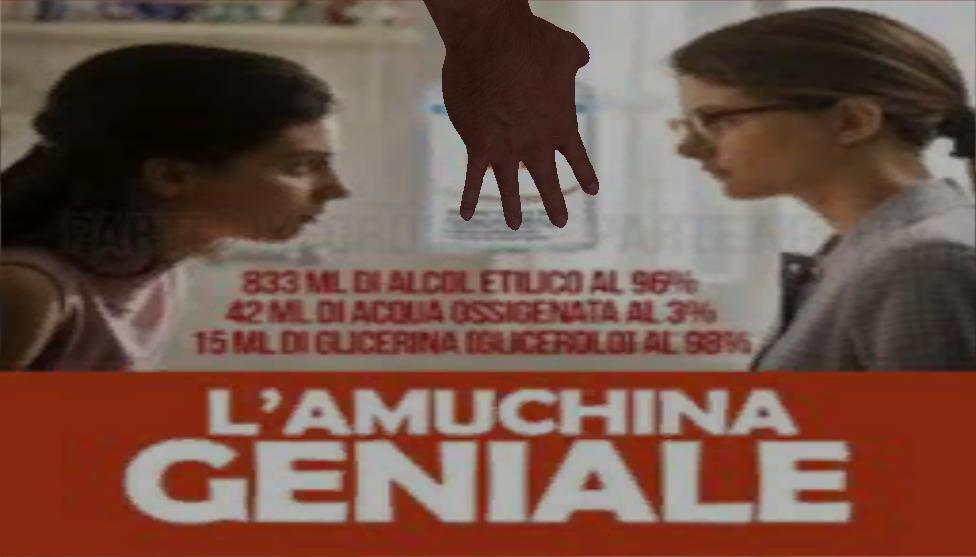 833 ML DI ALCOL ETILICO AL 96%
42 ML DI ACQUA OSSIGENATA AL 3%
15 ML DI GLICERINA (GLICEROLO) AL 98%
L'AMUCHINA
GENIALE